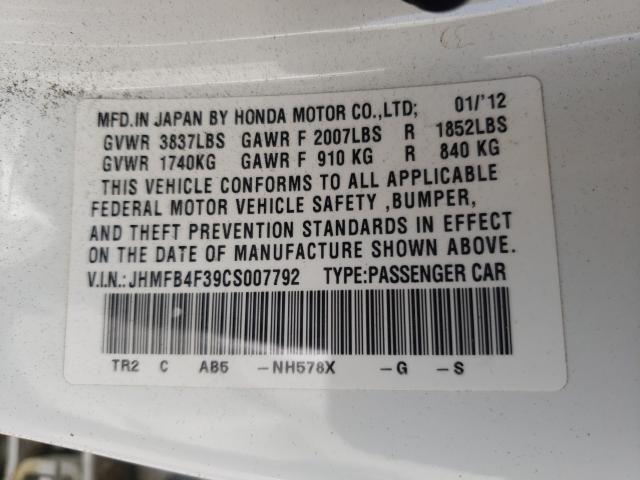 MFD.IN JAPAN BY HONDA MOTOR CO.,LTD; 01/'12
GVWR 3837LBS GAWR F 2007LBS R 1852LBS
GVWR 1740KG GAWR F 910 KG R 840 KG
THIS VEHICLE CONFORMS TO ALL APPLICABLE
FEDERAL MOTOR VEHICLE SAFETY ,BUMPER,
AND THEFT PREVENTION STANDARDS IN EFFECT
ON THE DATE OF MANUFACTURE SHOWN ABOVE.
V.I.N.:JHMFB4F39CS007792 TYPE:PASSENGER CAR
TR2 C AB5 -NH578X -G -S